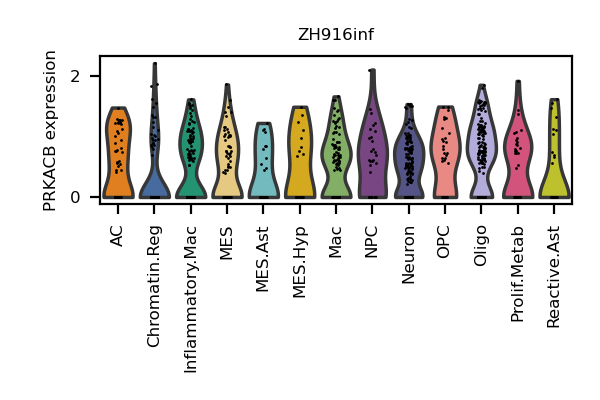 ZH916inf
PRKACB expression
2
0
AC
Chromatin.Reg
Inflammatory.Mac
MES
MES.Ast
MES.Hyp
Mac
NPC
Neuron
OPC
Oligo
Prolif.Metab
Reactive.Ast